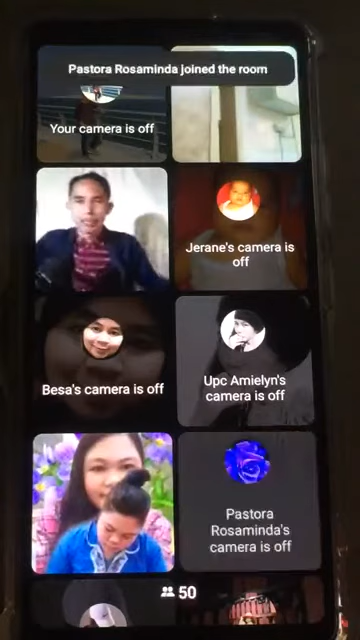 Pastora Rosaminda joined the room
Your camera is off
Jerane's camera is
off
Besa's camera is off
Upc Amielyn's
camera is off
Pastora
Rosaminda's
camera is off
50